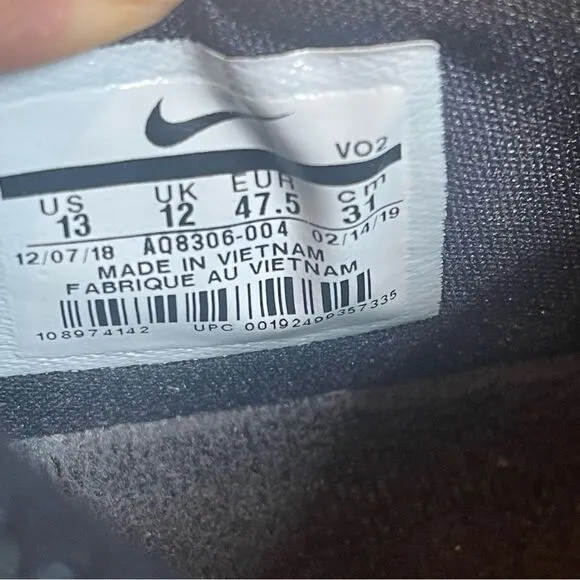 VO2
US UK EUR cm
13 12 47.5 31
12/07/18 AQ8306-004 02/14/19
MADE IN VIETNAM
FABRIQUE AU VIETNAM
108974142 UPC 00192499357335